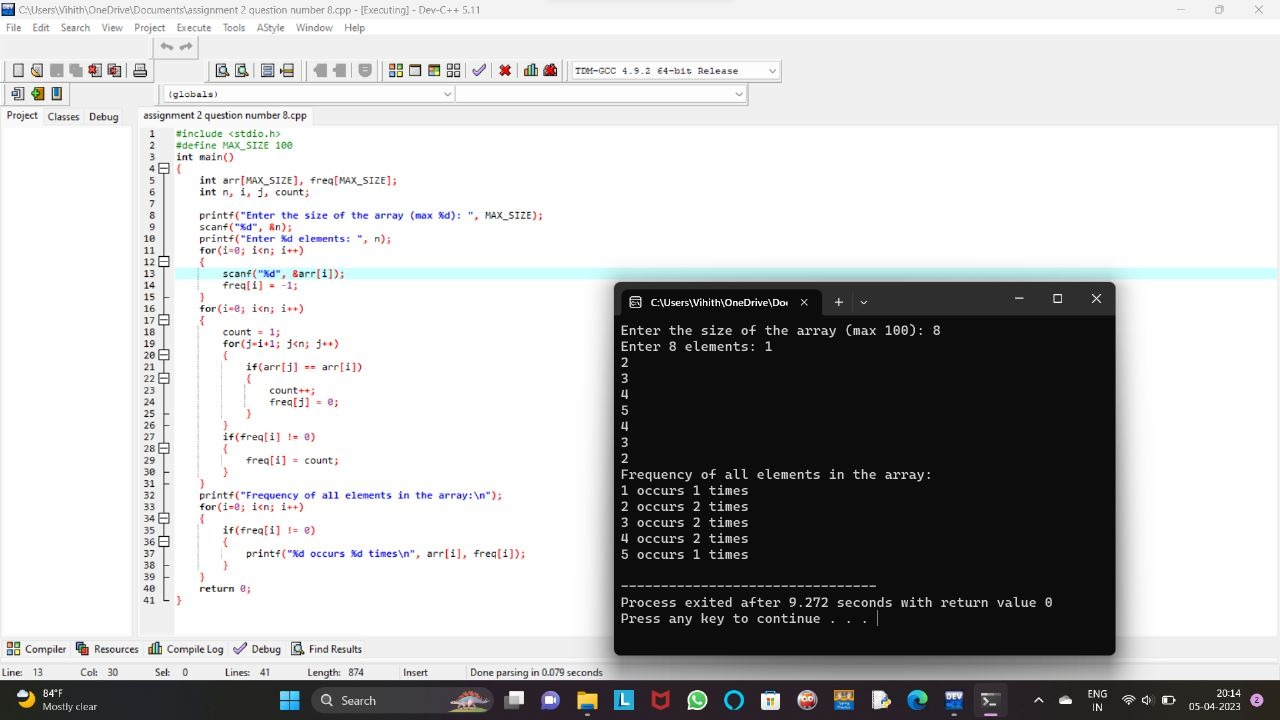 C:\Users\Vihith\OneDrive\Documents\assignment 2 question number 8.cpp - [Executing] - Dev-C++ 5.11
File Edit Search View Project Execute Tools AStyle Window Help
TDM-GCC 4.9.2 64-bit Release
(globals)
Project Classes Debug
assignment 2 question number 8.cpp
1 #include <stdio.h>
2 #define MAX_SIZE 100
3 int main()
4 {
5 int arr[MAX_SIZE], freq[MAX_SIZE];
6 int n, i, j, count;
7
8 printf("Enter the size of the array (max %d): ", MAX_SIZE);
9 scanf("%d", &n);
10 printf("Enter %d elements: ", n);
11 for(i=0; i<n; i++)
12 {
13 scanf("%d", &arr[i]);
14 freq[i] = -1;
15 }
16 for(i=0; i<n; i++)
17 {
18 count = 1;
19 for(j=i+1; j<n; j++)
20 {
21 if(arr[j] == arr[i])
22 {
23 count++;
24 freq[j] = 0;
25 }
26 }
27 if(freq[i] != 0)
28 {
29 freq[i] = count;
30 }
31 }
32 printf("Frequency of all elements in the array:\n");
33 for(i=0; i<n; i++)
34 {
35 if(freq[i] != 0)
36 {
37 printf("%d occurs %d times\n", arr[i], freq[i]);
38 }
39 }
40 return 0;
41 }
C:\Users\Vihith\OneDrive\Do
Enter the size of the array (max 100): 8
Enter 8 elements: 1
2
3
4
5
4
3
2
Frequency of all elements in the array:
1 occurs 1 times
2 occurs 2 times
3 occurs 2 times
4 occurs 2 times
5 occurs 1 times
--------------------------------
Process exited after 9.272 seconds with return value 0
Press any key to continue . . .
Compiler Resources Compile Log Debug Find Results
Line: 13 Col: 30 Sel: 0 Lines: 41 Length: 874 Insert Done parsing in 0.079 seconds
84°F
Mostly clear
Search
L
DEV
ENG
IN
20:14
05-04-2023
2